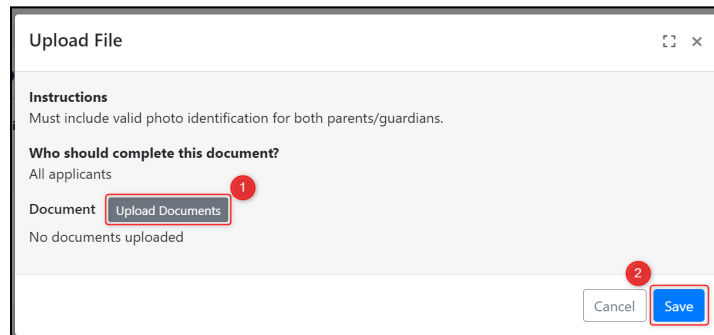 Upload File
Instructions
Must include valid photo identification for both parents/guardians.
Who should complete this document?
All applicants
1
Document Upload Documents
No documents uploaded
2
Cancel Save